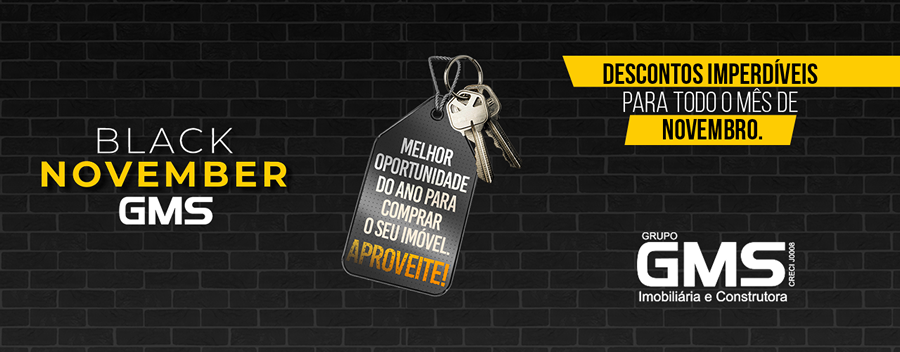 BLACK
NOVEMBER
GMS
MELHOR
OPORTUNIDADE
DO ANO PARA
COMPRAR
O SEU IMÓVEL.
APROVEITE!
DESCONTOS IMPERDÍVEIS
PARA TODO O MÊS DE
NOVEMBRO.
GRUPO
GMS
CRECI J0008
Imobiliária e Construtora